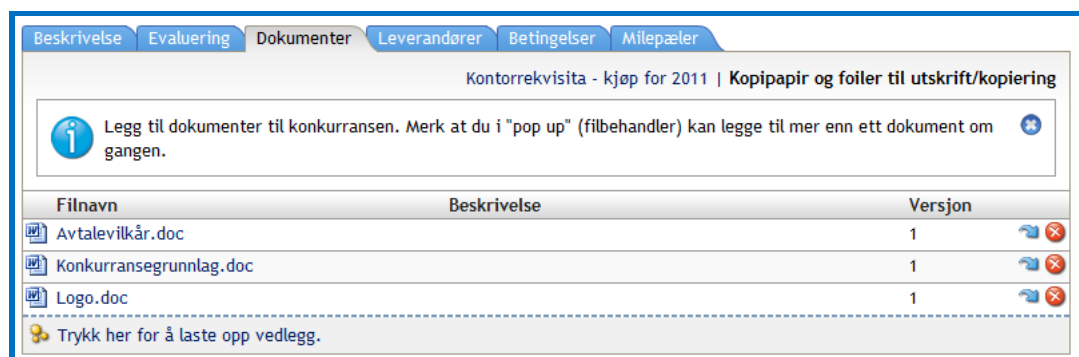 Beskrivelse Evaluering Dokumenter Leverandører Betingelser Milepæler
Kontorrekvisita - kjøp for 2011 | Kopipapir og foiler til utskrift/kopiering
Legg til dokumenter til konkurransen. Merk at du i "pop up" (filbehandler) kan legge til mer enn ett dokument om
gangen.
Filnavn Beskrivelse Versjon
Avtalevilkår.doc 1
Konkurransegrunnlag.doc 1
Logo.doc 1
Trykk her for å laste opp vedlegg.